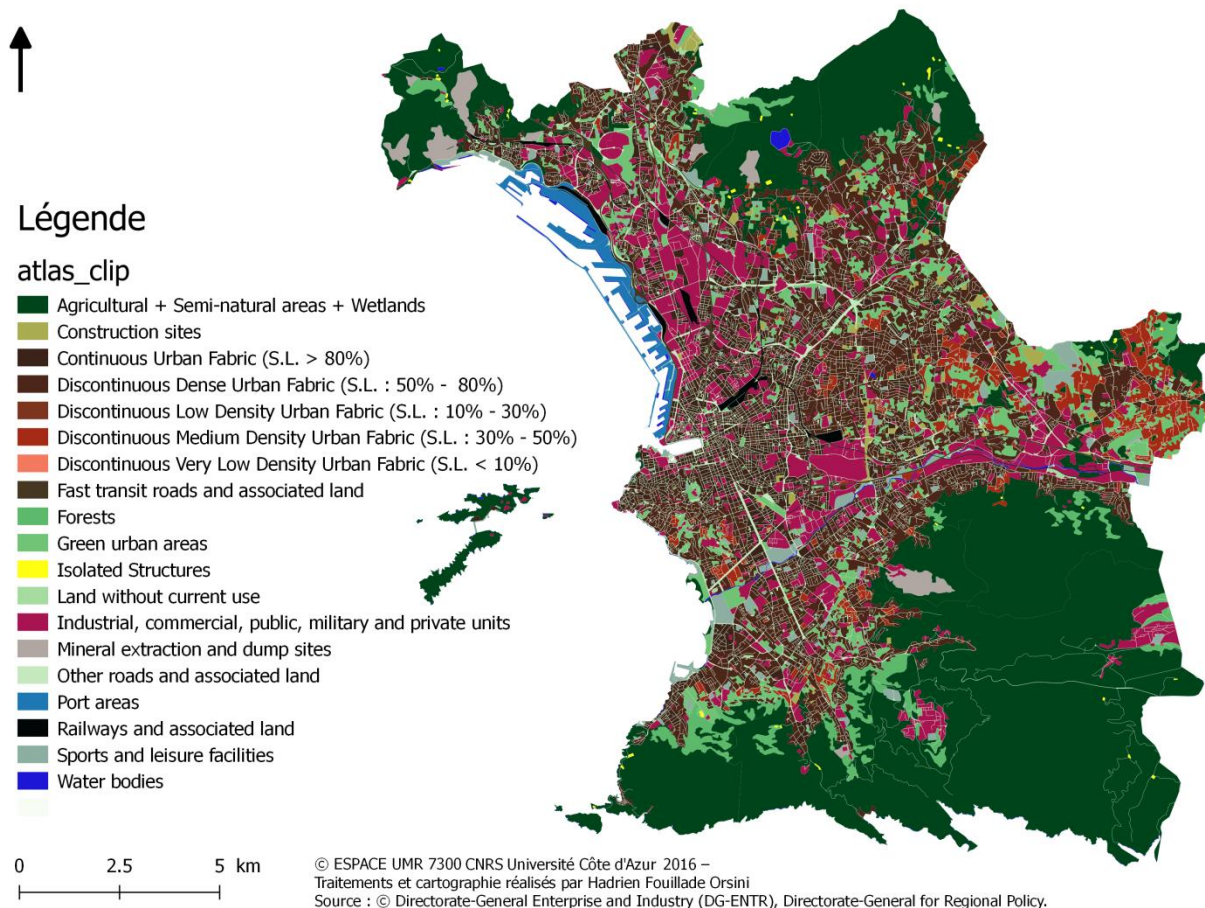 Légende
atlas_clip
Agricultural + Semi-natural areas + Wetlands
Construction sites
Continuous Urban Fabric (S.L. > 80%)
Discontinuous Dense Urban Fabric (S.L. : 50% - 80%)
Discontinuous Low Density Urban Fabric (S.L. : 10% - 30%)
Discontinuous Medium Density Urban Fabric (S.L. : 30% - 50%)
Discontinuous Very Low Density Urban Fabric (S.L. < 10%)
Fast transit roads and associated land
Forests
Green urban areas
Isolated Structures
Land without current use
Industrial, commercial, public, military and private units
Mineral extraction and dump sites
Other roads and associated land
Port areas
Railways and associated land
Sports and leisure facilities
Water bodies
0 2.5 5 km
© ESPACE UMR 7300 CNRS Université Côte d'Azur 2016 –
Traitements et cartographie réalisés par Hadrien Fouillade Orsini
Source : © Directorate-General Enterprise and Industry (DG-ENTR), Directorate-General for Regional Policy.